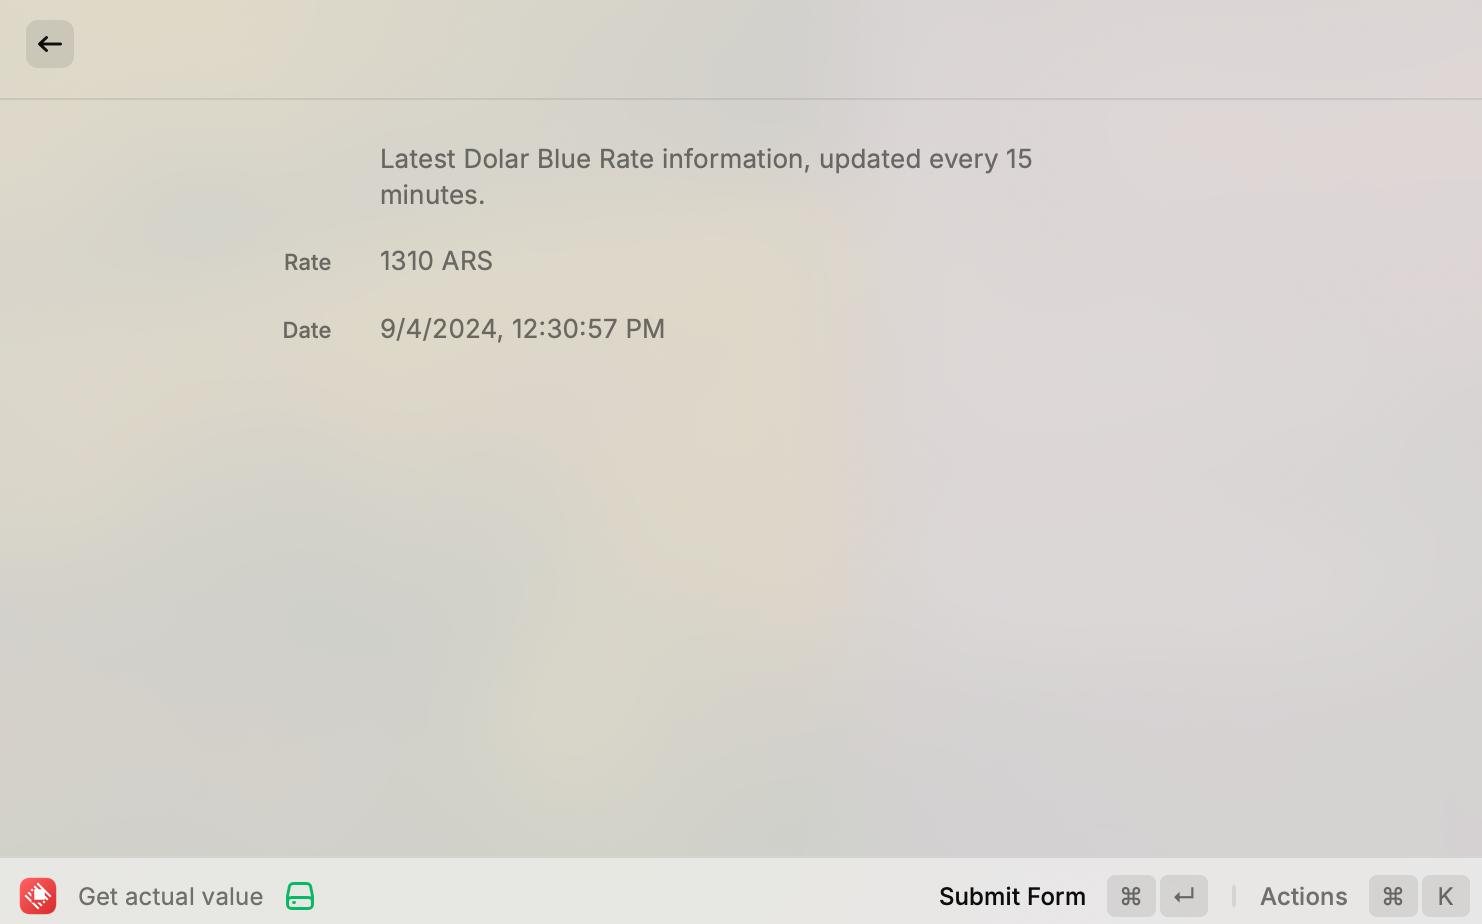 Latest Dolar Blue Rate information, updated every 15
minutes.
Rate 1310 ARS
Date 9/4/2024, 12:30:57 PM
Get actual value Submit Form ⌘ ↵ Actions ⌘ K